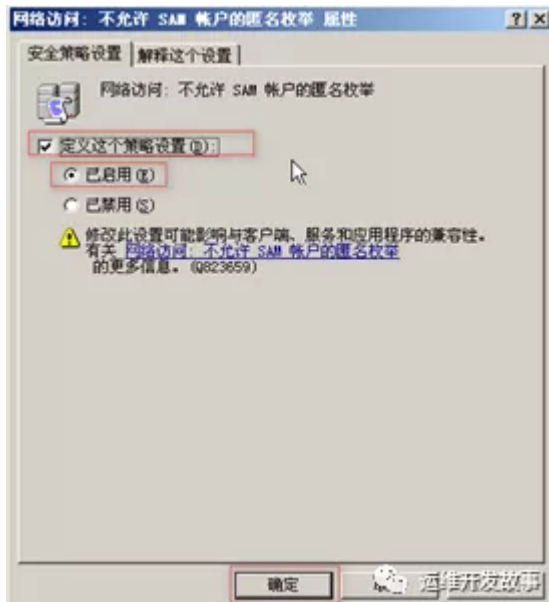 网络访问: 不允许 SAM 帐户的匿名枚举 属性
安全策略设置 解释这个设置
网络访问: 不允许 SAM 帐户的匿名枚举
定义这个策略设置(D):
已启用(E)
已禁用(S)
修改此设置可能影响与客户端、服务和应用程序的兼容性。
有关 网络访问: 不允许 SAM 帐户的匿名枚举
的更多信息。(Q823659)
确定
运维开发故事